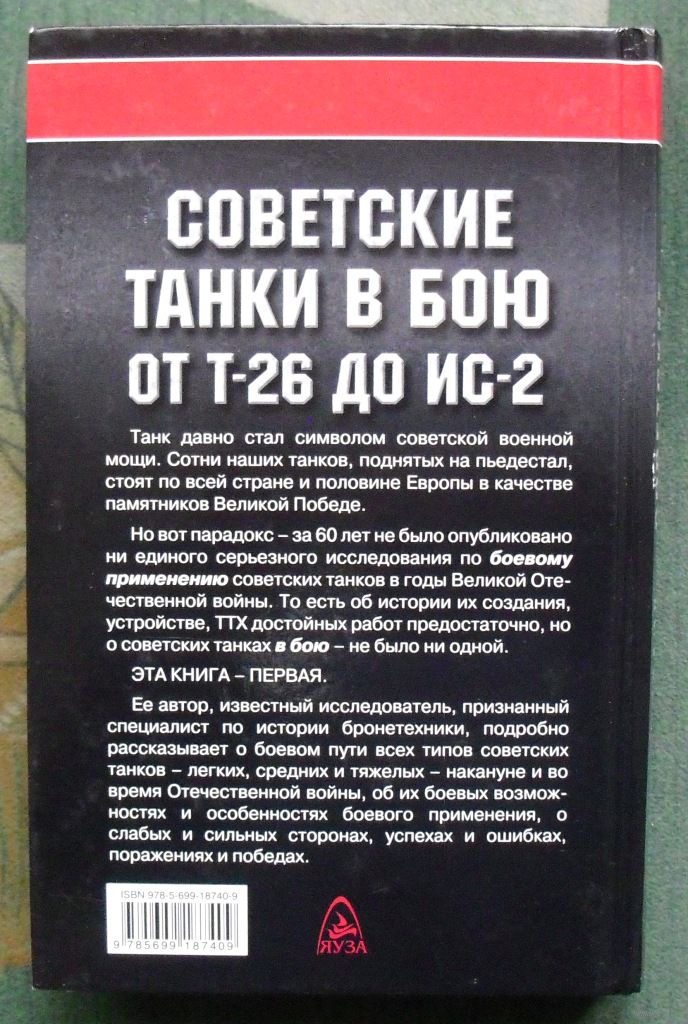 СОВЕТСКИЕ
ТАНКИ В БОЮ
ОТ Т-26 ДО ИС-2
Танк давно стал символом советской военной
мощи. Сотни наших танков, поднятых на пьедестал,
стоят по всей стране и половине Европы в качестве
памятников Великой Победе.
Но вот парадокс – за 60 лет не было опубликовано
ни единого серьезного исследования по боевому
применению советских танков в годы Великой Оте-
чественной войны. То есть об истории их создания,
устройстве, ТТХ достойных работ предостаточно, но
о советских танках в бою – не было ни одной.
ЭТА КНИГА – ПЕРВАЯ.
Ее автор, известный исследователь, признанный
специалист по истории бронетехники, подробно
рассказывает о боевом пути всех типов советских
танков – легких, средних и тяжелых – накануне и во
время Отечественной войны, об их боевых возмож-
ностях и особенностях боевого применения, о
слабых и сильных сторонах, успехах и ошибках,
поражениях и победах.
ISBN 978-5-699-18740-9
9 785699 187409
ЯУЗА